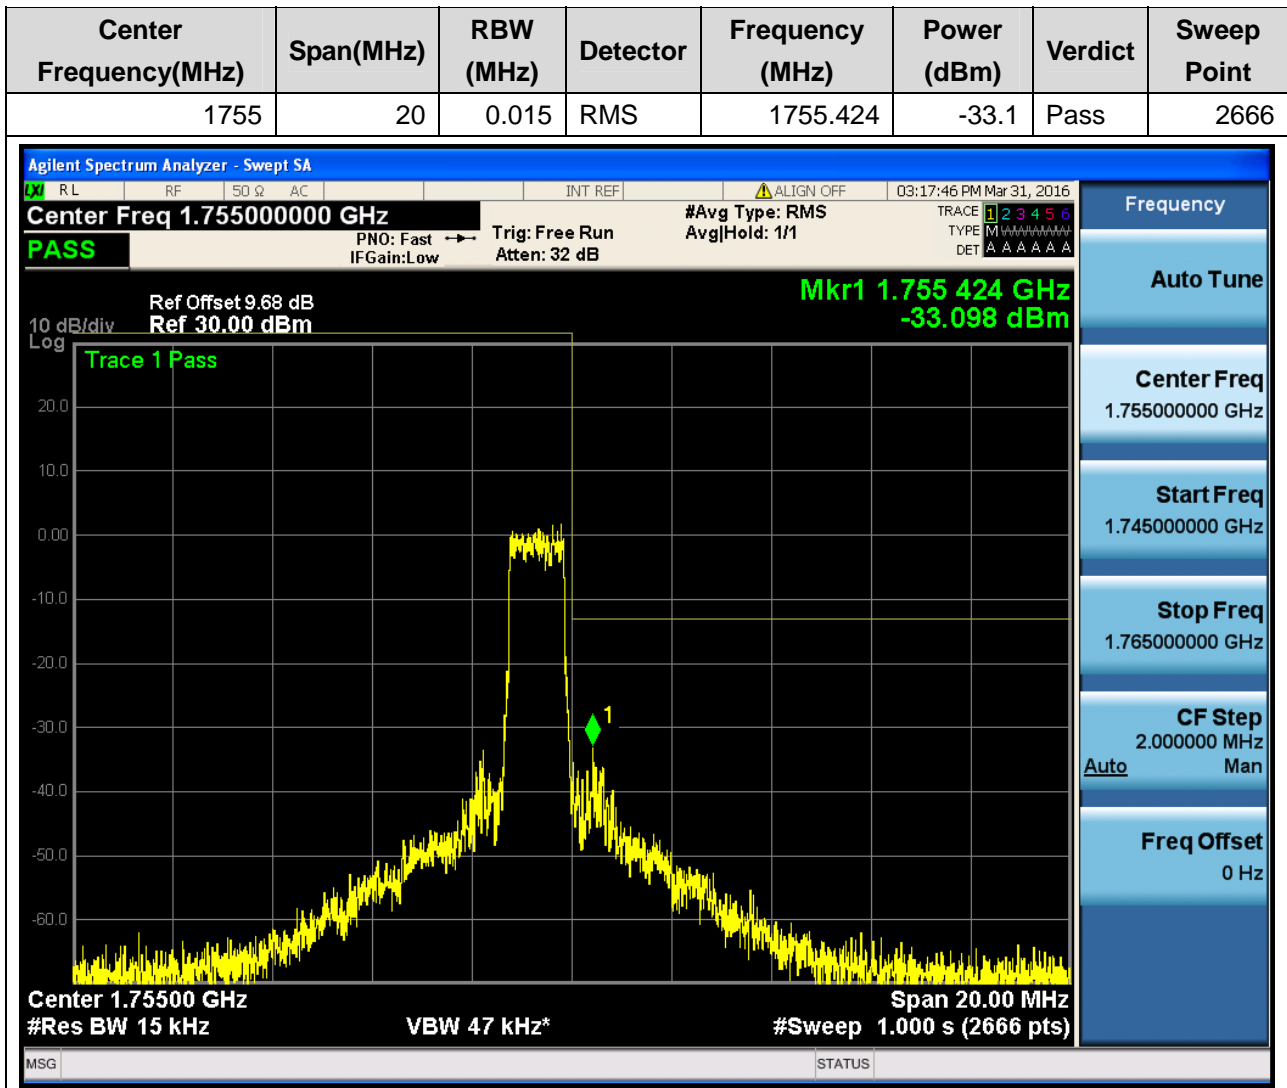 Center Frequency(MHz) Span(MHz) RBW (MHz) Detector Frequency (MHz) Power (dBm) Verdict Sweep Point
1755 20 0.015 RMS 1755.424 -33.1 Pass 2666
Agilent Spectrum Analyzer - Swept SA
LXI RL RF 50 Ω AC INT REF ALIGN OFF 03:17:46 PM Mar 31, 2016
Center Freq 1.755000000 GHz
PASS
PNO: Fast
IFGain:Low
Trig: Free Run
Atten: 32 dB
#Avg Type: RMS
Avg|Hold: 1/1
TRACE 1 2 3 4 5 6
TYPE M WWWWW
DET A A A A A A
Ref Offset 9.68 dB
Ref 30.00 dBm
10 dB/div
Log
Mkr1 1.755 424 GHz
-33.098 dBm
Trace 1 Pass
20.0
10.0
0.00
-10.0
-20.0
-30.0
-40.0
-50.0
-60.0
1
Center 1.75500 GHz
Span 20.00 MHz
#Res BW 15 kHz
VBW 47 kHz*
#Sweep 1.000 s (2666 pts)
MSG
STATUS
Frequency
Auto Tune
Center Freq
1.755000000 GHz
Start Freq
1.745000000 GHz
Stop Freq
1.765000000 GHz
CF Step
2.000000 MHz
Auto Man
Freq Offset
0 Hz